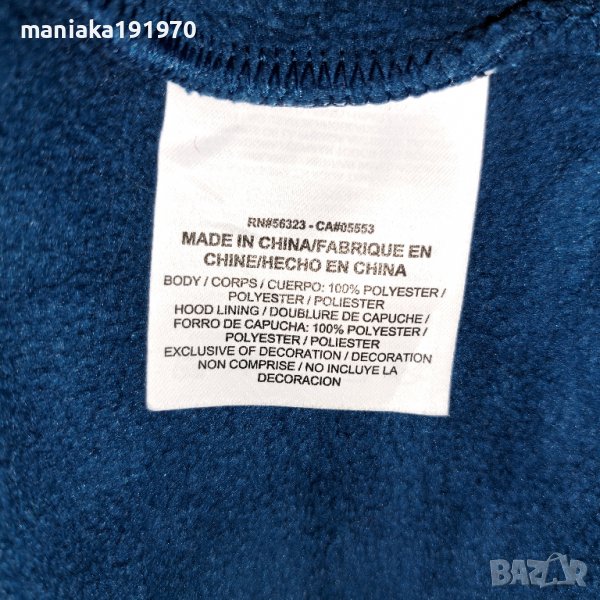 maniaka191970
RN#56323 - CA#05553
MADE IN CHINA/FABRIQUE EN
CHINE/HECHO EN CHINA
BODY / CORPS / CUERPO: 100% POLYESTER /
POLYESTER / POLIESTER
HOOD LINING / DOUBLURE DE CAPUCHE /
FORRO DE CAPUCHA: 100% POLYESTER /
POLYESTER / POLIESTER
EXCLUSIVE OF DECORATION / DECORATION
NON COMPRISE / NO INCLUYE LA
DECORACION
BAZAR